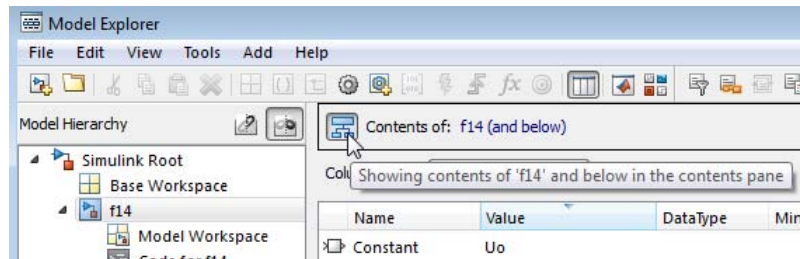 Model Explorer
File Edit View Tools Add Help
Model Hierarchy
Contents of: f14 (and below)
Simulink Root
Showing contents of 'f14' and below in the contents pane
Base Workspace
f14
Name Value DataType
Model Workspace
Constant Uo